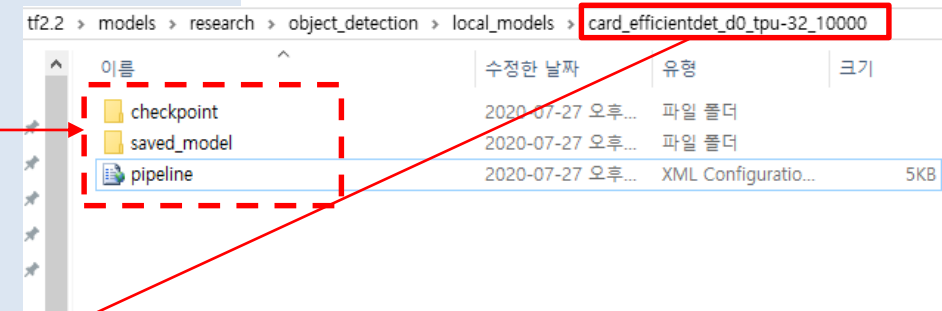 tf2.2 > models > research > object_detection > local_models > card_efficientdet_d0_tpu-32_10000
이름 수정한 날짜 유형 크기
checkpoint 2020-07-27 오후... 파일 폴더
saved_model 2020-07-27 오후... 파일 폴더
pipeline 2020-07-27 오후... XML Configuratio... 5KB